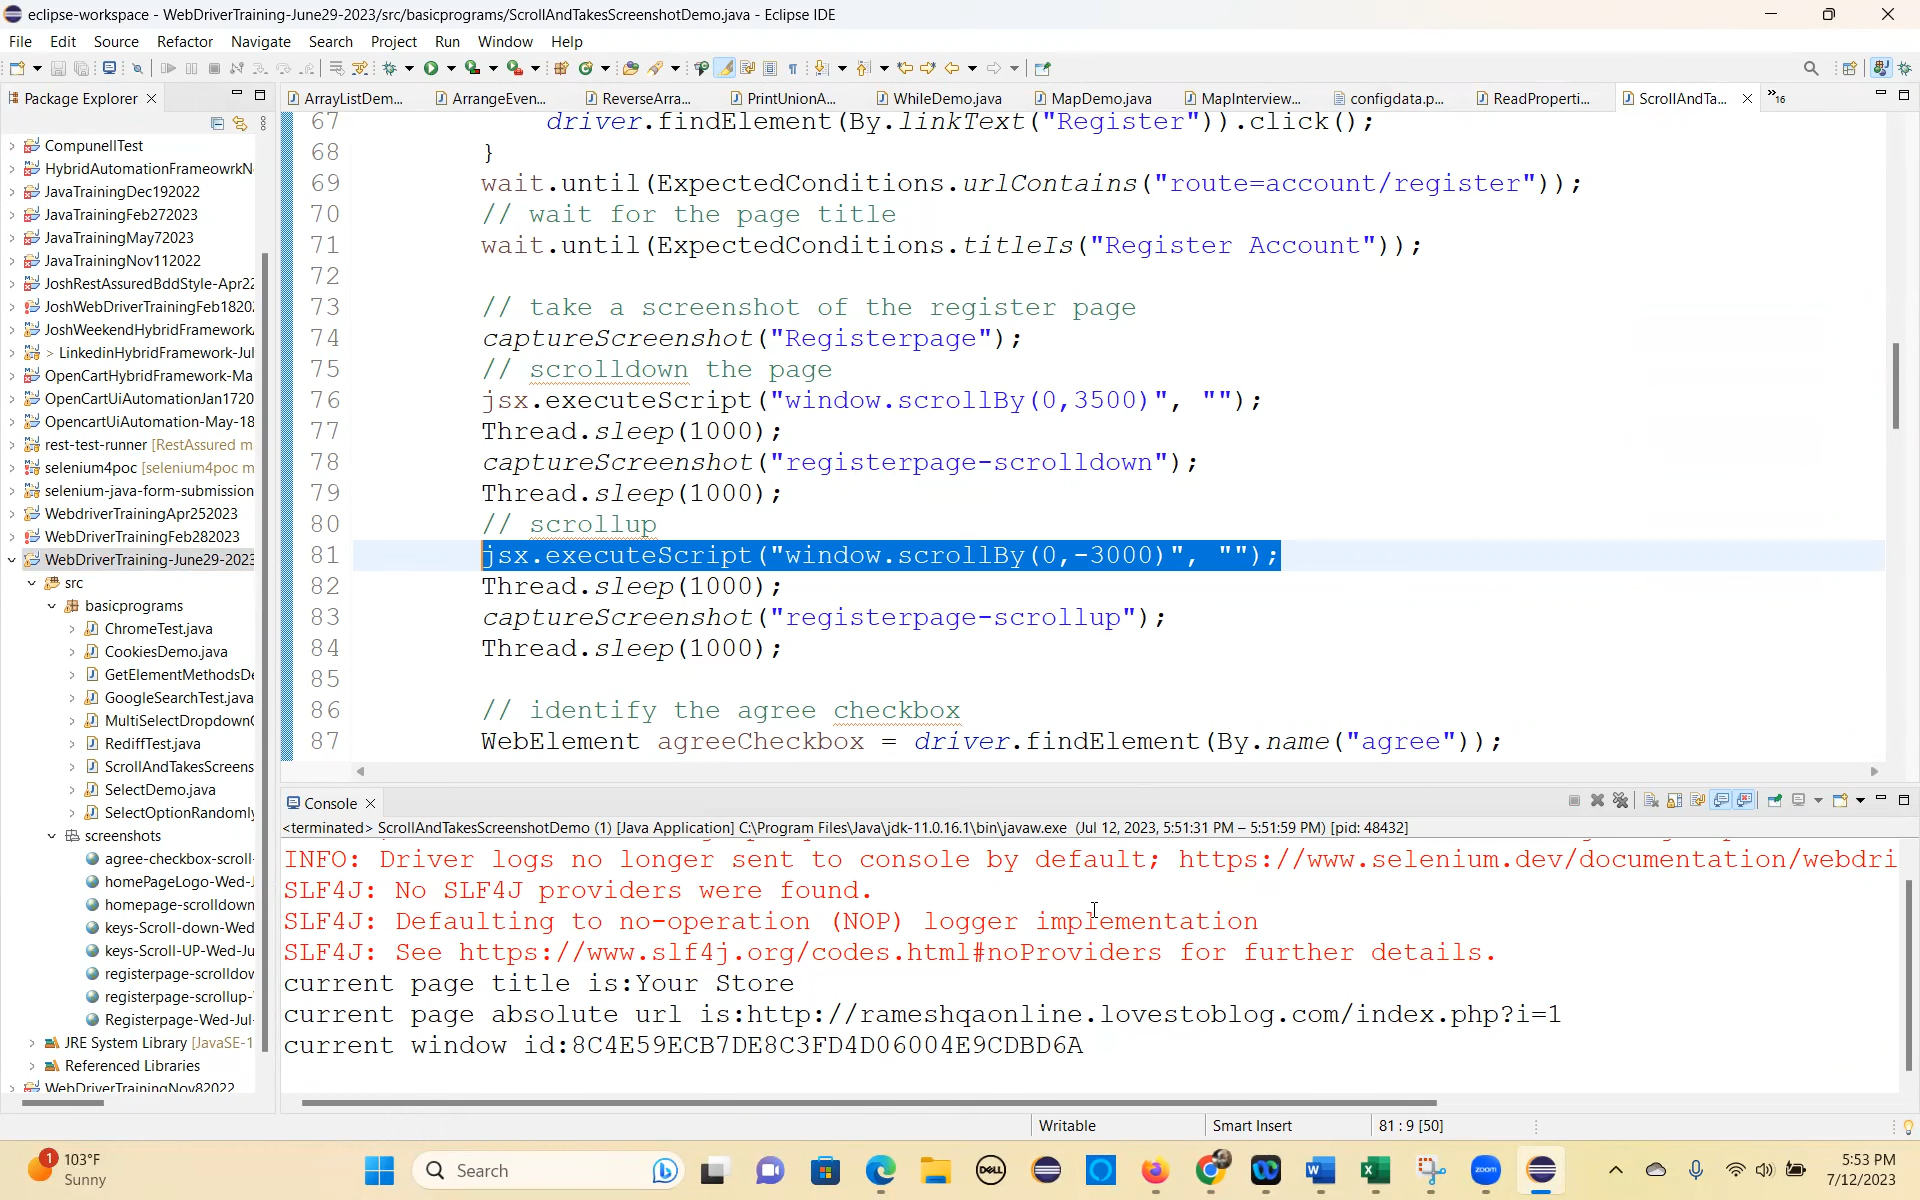 eclipse-workspace - WebDriverTraining-June29-2023/src/basicprograms/ScrollAndTakesScreenshotDemo.java - Eclipse IDE
File Edit Source Refactor Navigate Search Project Run Window Help
Package Explorer
ArrayListDem... ArrangeEven... ReverseArra... PrintUnionA... WhileDemo.java MapDemo.java MapInterview... configdata.p... ReadProperti... ScrollAndTa... »16
CompunellTest
HybridAutomationFrameowrkN
JavaTrainingDec192022
JavaTrainingFeb272023
JavaTrainingMay72023
JavaTrainingNov112022
JoshRestAssuredBddStyle-Apr22
JoshWebDriverTrainingFeb1820
JoshWeekendHybridFramework
> LinkedinHybridFramework-Jul
OpenCartHybridFramework-Ma
OpenCartUiAutomationJan1720
OpencartUiAutomation-May-18
rest-test-runner [RestAssured m
selenium4poc [selenium4poc m
selenium-java-form-submission
WebdriverTrainingApr252023
WebDriverTrainingFeb282023
WebDriverTraining-June29-2023
src
basicprograms
ChromeTest.java
CookiesDemo.java
GetElementMethodsDe
GoogleSearchTest.java
MultiSelectDropdown
RediffTest.java
ScrollAndTakesScreens
SelectDemo.java
SelectOptionRandomly
screenshots
agree-checkbox-scroll-
homePageLogo-Wed-J
homepage-scrolldown
keys-Scroll-down-Wed
keys-Scroll-UP-Wed-Ju
registerpage-scrolldow
registerpage-scrollup-
Registerpage-Wed-Jul-
JRE System Library [JavaSE-1
Referenced Libraries
WebDriverTrainingNov82022
67 driver.findElement(By.linkText("Register")).click();
68 }
69 wait.until(ExpectedConditions.urlContains("route=account/register"));
70 // wait for the page title
71 wait.until(ExpectedConditions.titleIs("Register Account"));
72
73 // take a screenshot of the register page
74 captureScreenshot("Registerpage");
75 // scrolldown the page
76 jsx.executeScript("window.scrollBy(0,3500)", "");
77 Thread.sleep(1000);
78 captureScreenshot("registerpage-scrolldown");
79 Thread.sleep(1000);
80 // scrollup
81 jsx.executeScript("window.scrollBy(0,-3000)", "");
82 Thread.sleep(1000);
83 captureScreenshot("registerpage-scrollup");
84 Thread.sleep(1000);
85
86 // identify the agree checkbox
87 WebElement agreeCheckbox = driver.findElement(By.name("agree"));
Console
<terminated> ScrollAndTakesScreenshotDemo (1) [Java Application] C:\Program Files\Java\jdk-11.0.16.1\bin\javaw.exe (Jul 12, 2023, 5:51:31 PM – 5:51:59 PM) [pid: 48432]
INFO: Driver logs no longer sent to console by default; https://www.selenium.dev/documentation/webdri
SLF4J: No SLF4J providers were found.
SLF4J: Defaulting to no-operation (NOP) logger implementation
SLF4J: See https://www.slf4j.org/codes.html#noProviders for further details.
current page title is:Your Store
current page absolute url is:http://rameshqaonline.lovestoblog.com/index.php?i=1
current window id:8C4E59ECB7DE8C3FD4D06004E9CDBD6A
Writable Smart Insert 81 : 9 [50]
1 103°F
Sunny
Search
DELL
zoom
5:53 PM
7/12/2023